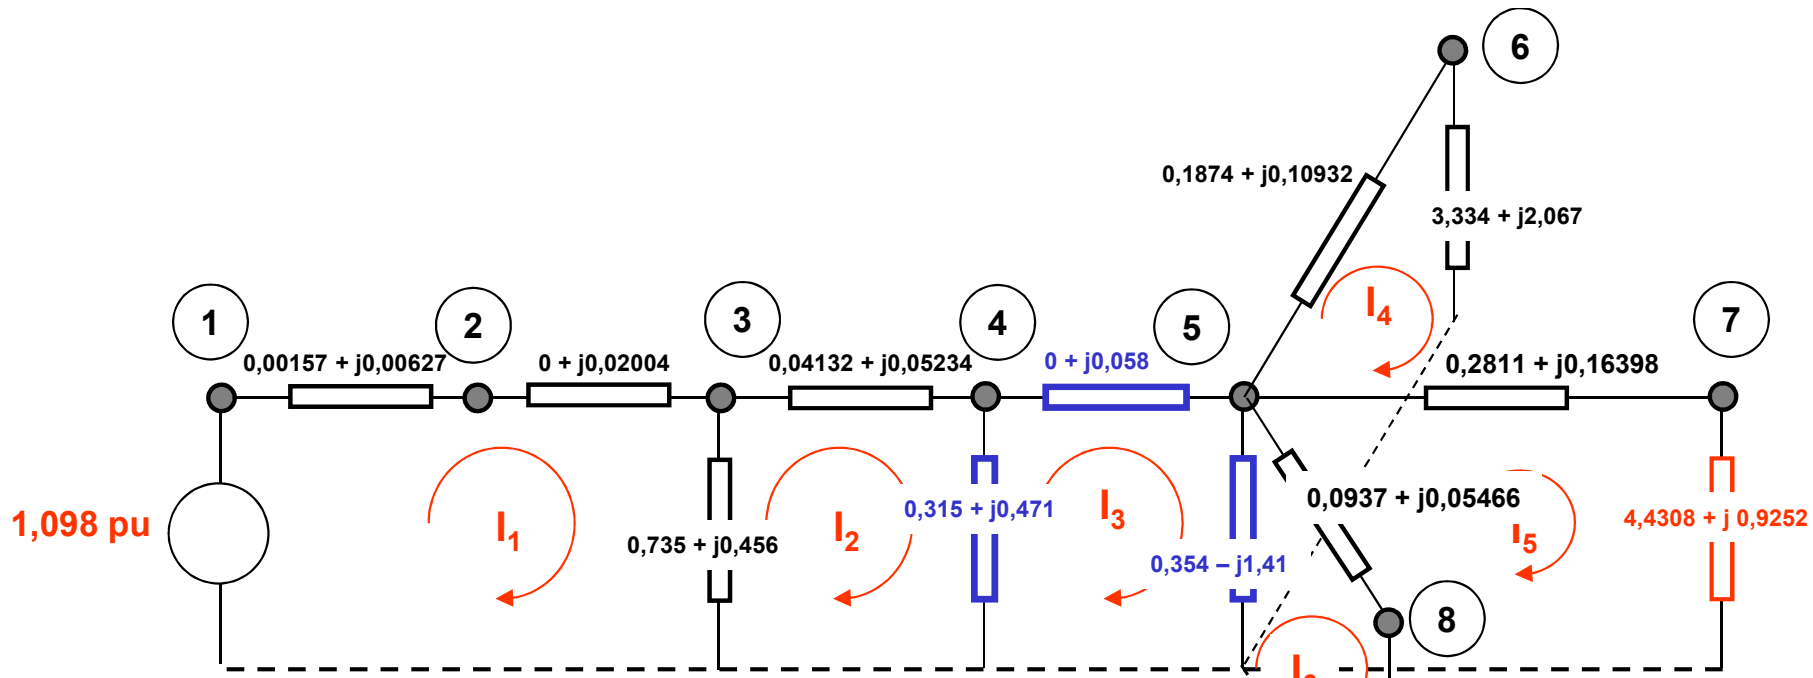 6
0,1874 + j0,10932
3,334 + j2,067
I4
1
2
3
4
5
7
0,00157 + j0,00627
0 + j0,02004
0,04132 + j0,05234
0 + j0,058
0,2811 + j0,16398
1,098 pu
I1
0,735 + j0,456
I2
0,315 + j0,471
I3
0,354 – j1,41
0,0937 + j0,05466
I5
4,4308 + j 0,9252
8